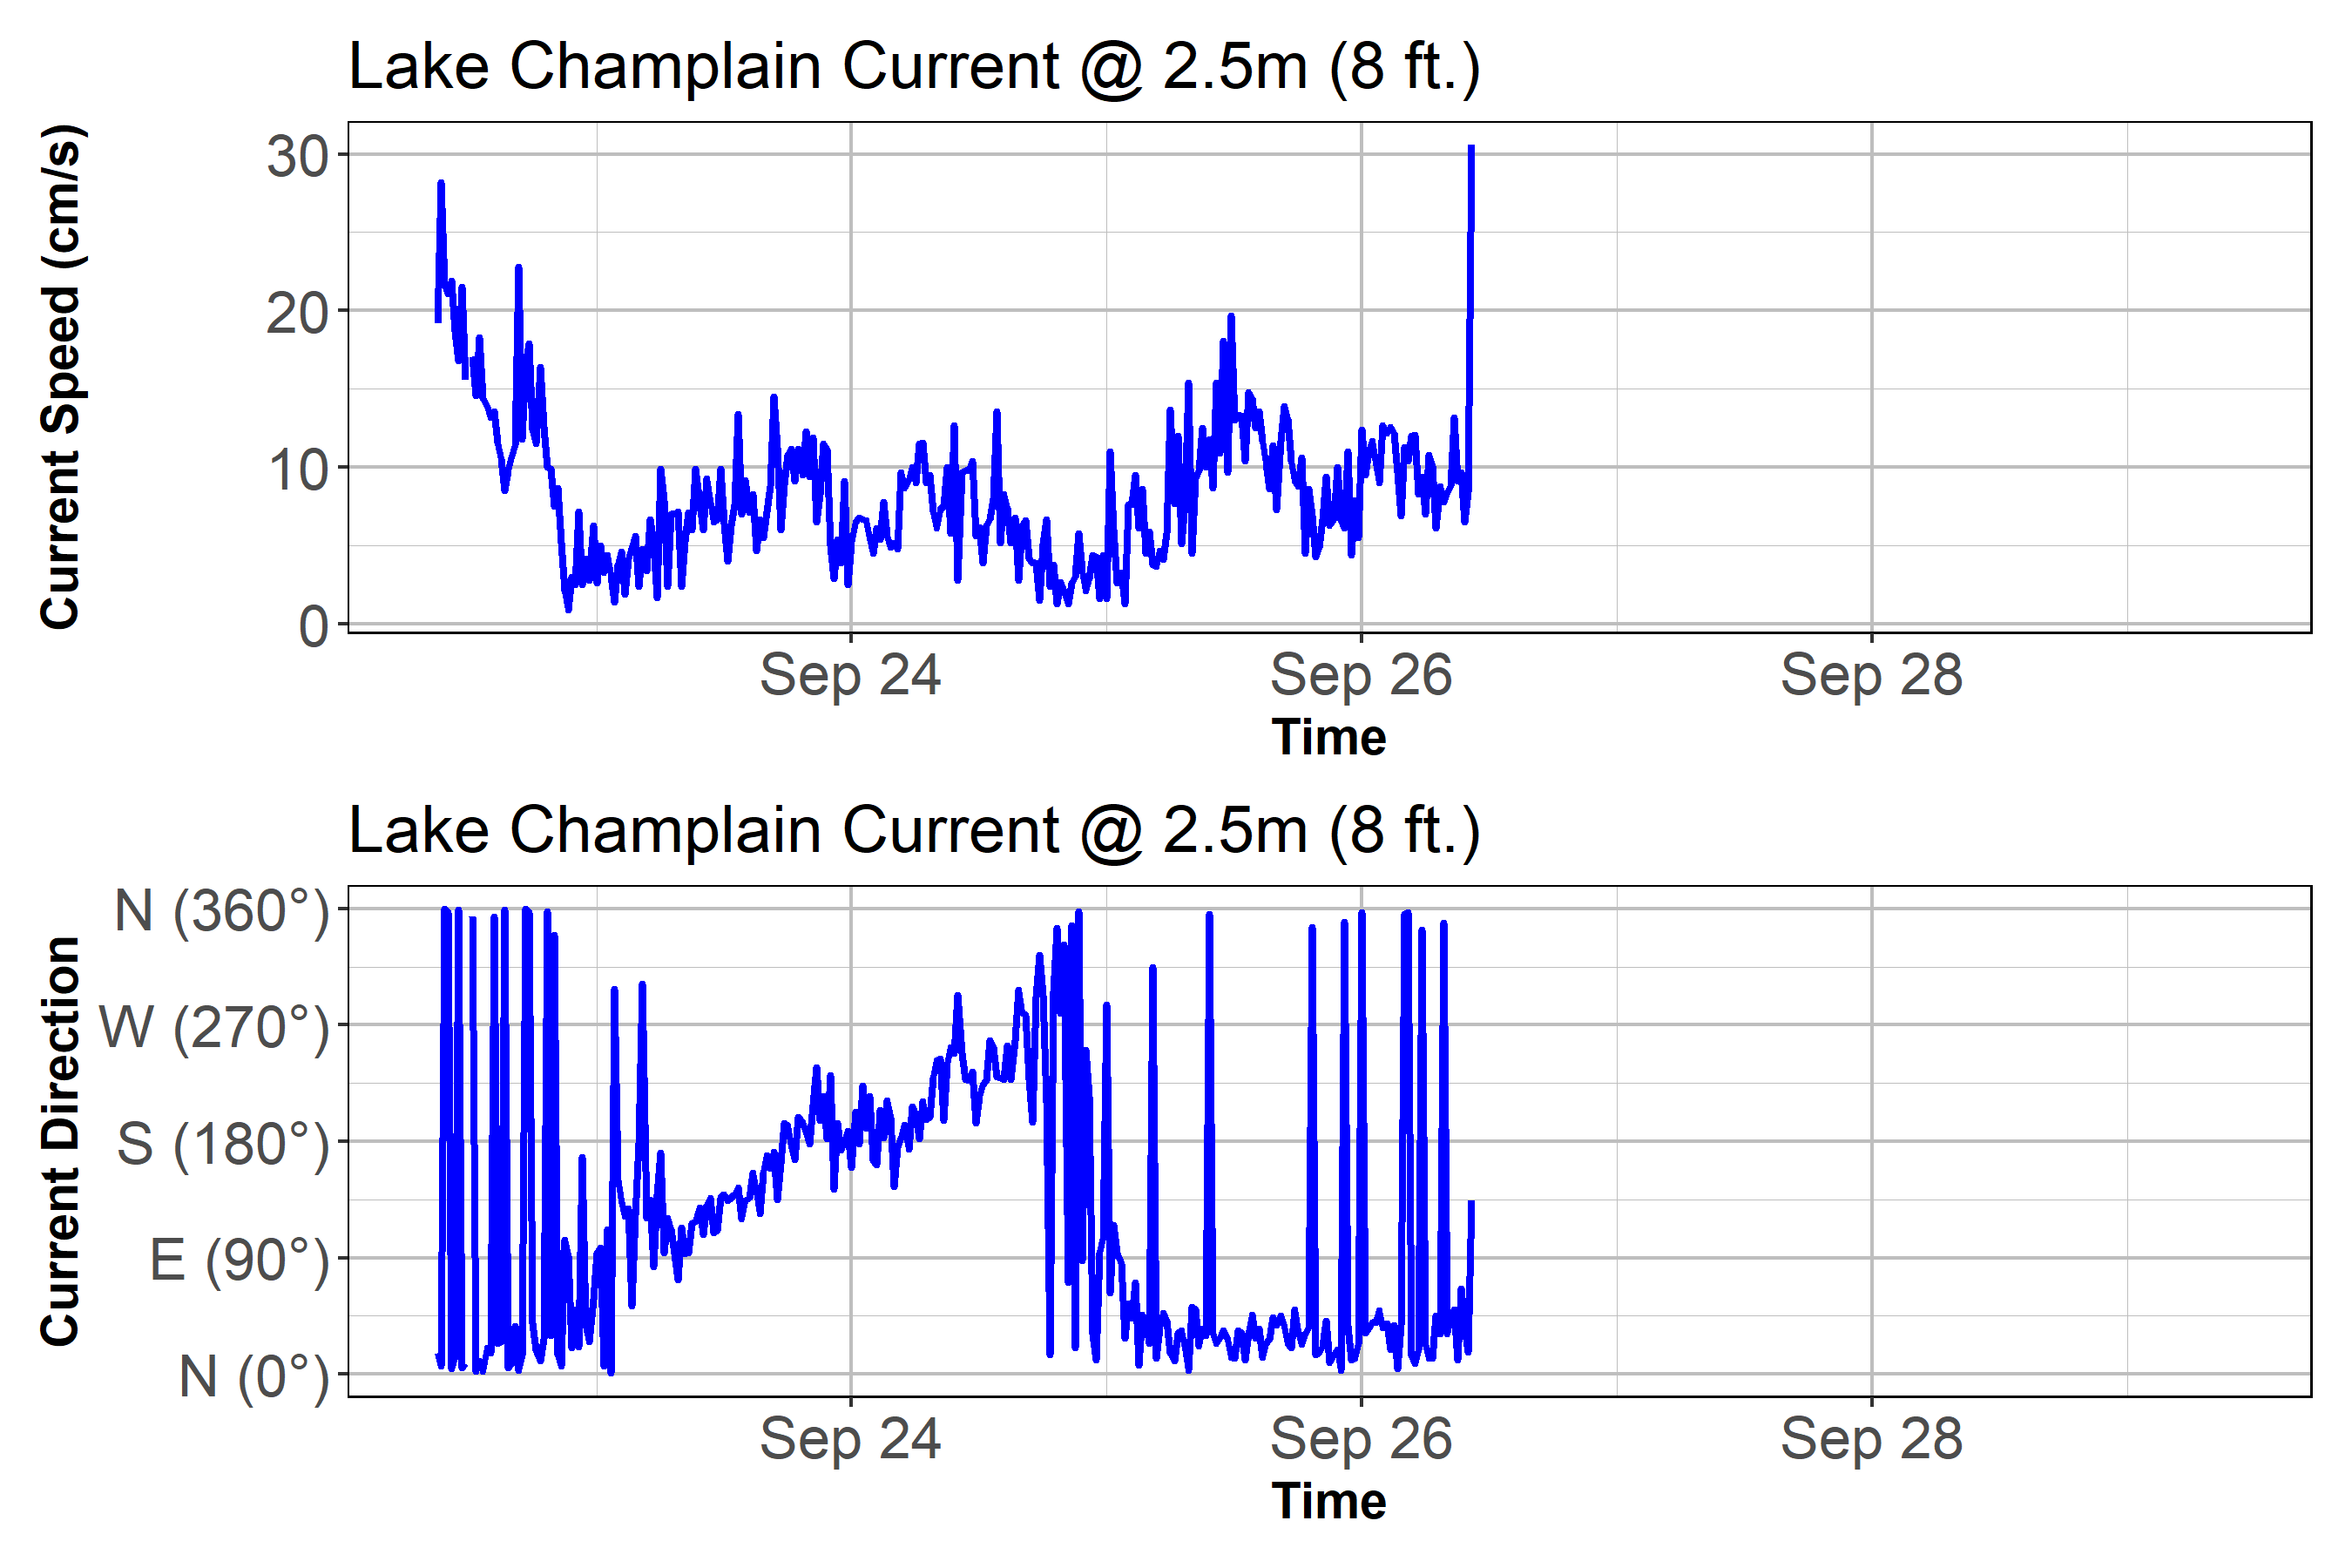 Lake Champlain Current @ 2.5m (8 ft.)
Current Speed (cm/s)
30
20
10
0
Sep 24 Sep 26 Sep 28
Time
Lake Champlain Current @ 2.5m (8 ft.)
Current Direction
N (360°)
W (270°)
S (180°)
E (90°)
N (0°)
Sep 24 Sep 26 Sep 28
Time